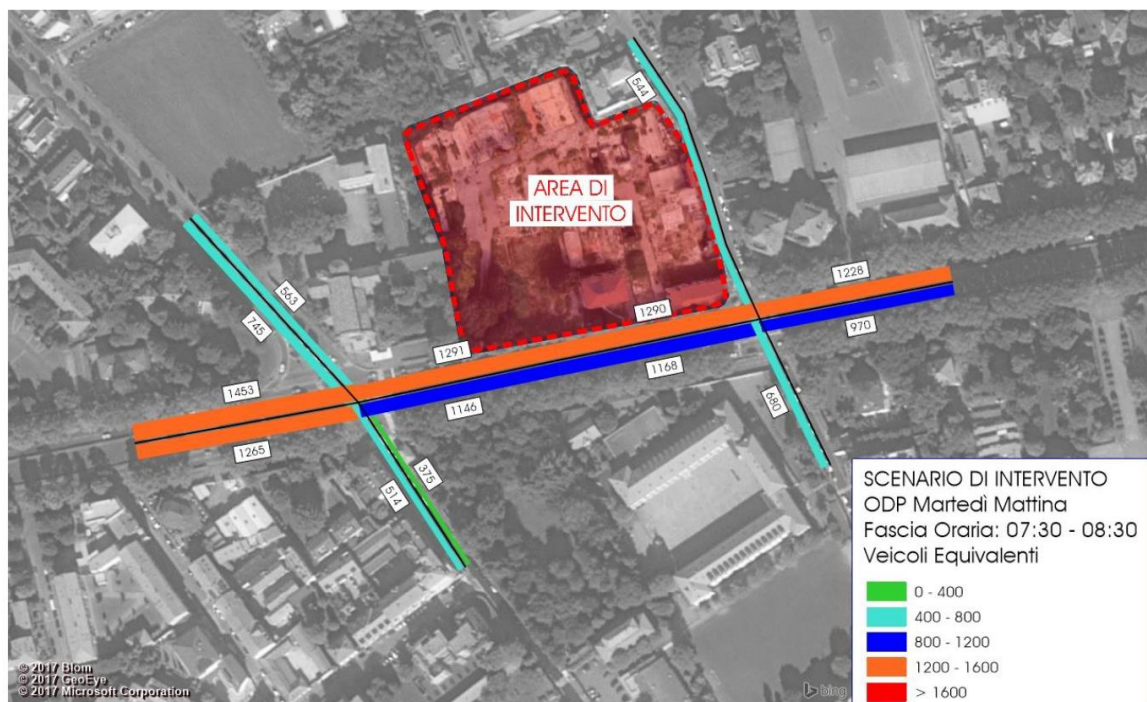 544
AREA DI
INTERVENTO
1228
563
745
1290
970
1291
1168
1453
1146
680
1265
375
514
SCENARIO DI INTERVENTO
ODP Martedì Mattina
Fascia Oraria: 07:30 - 08:30
Veicoli Equivalenti
0 - 400
400 - 800
800 - 1200
1200 - 1600
> 1600
© 2017 Blom
© 2017 GeoEye
© 2017 Microsoft Corporation
bing